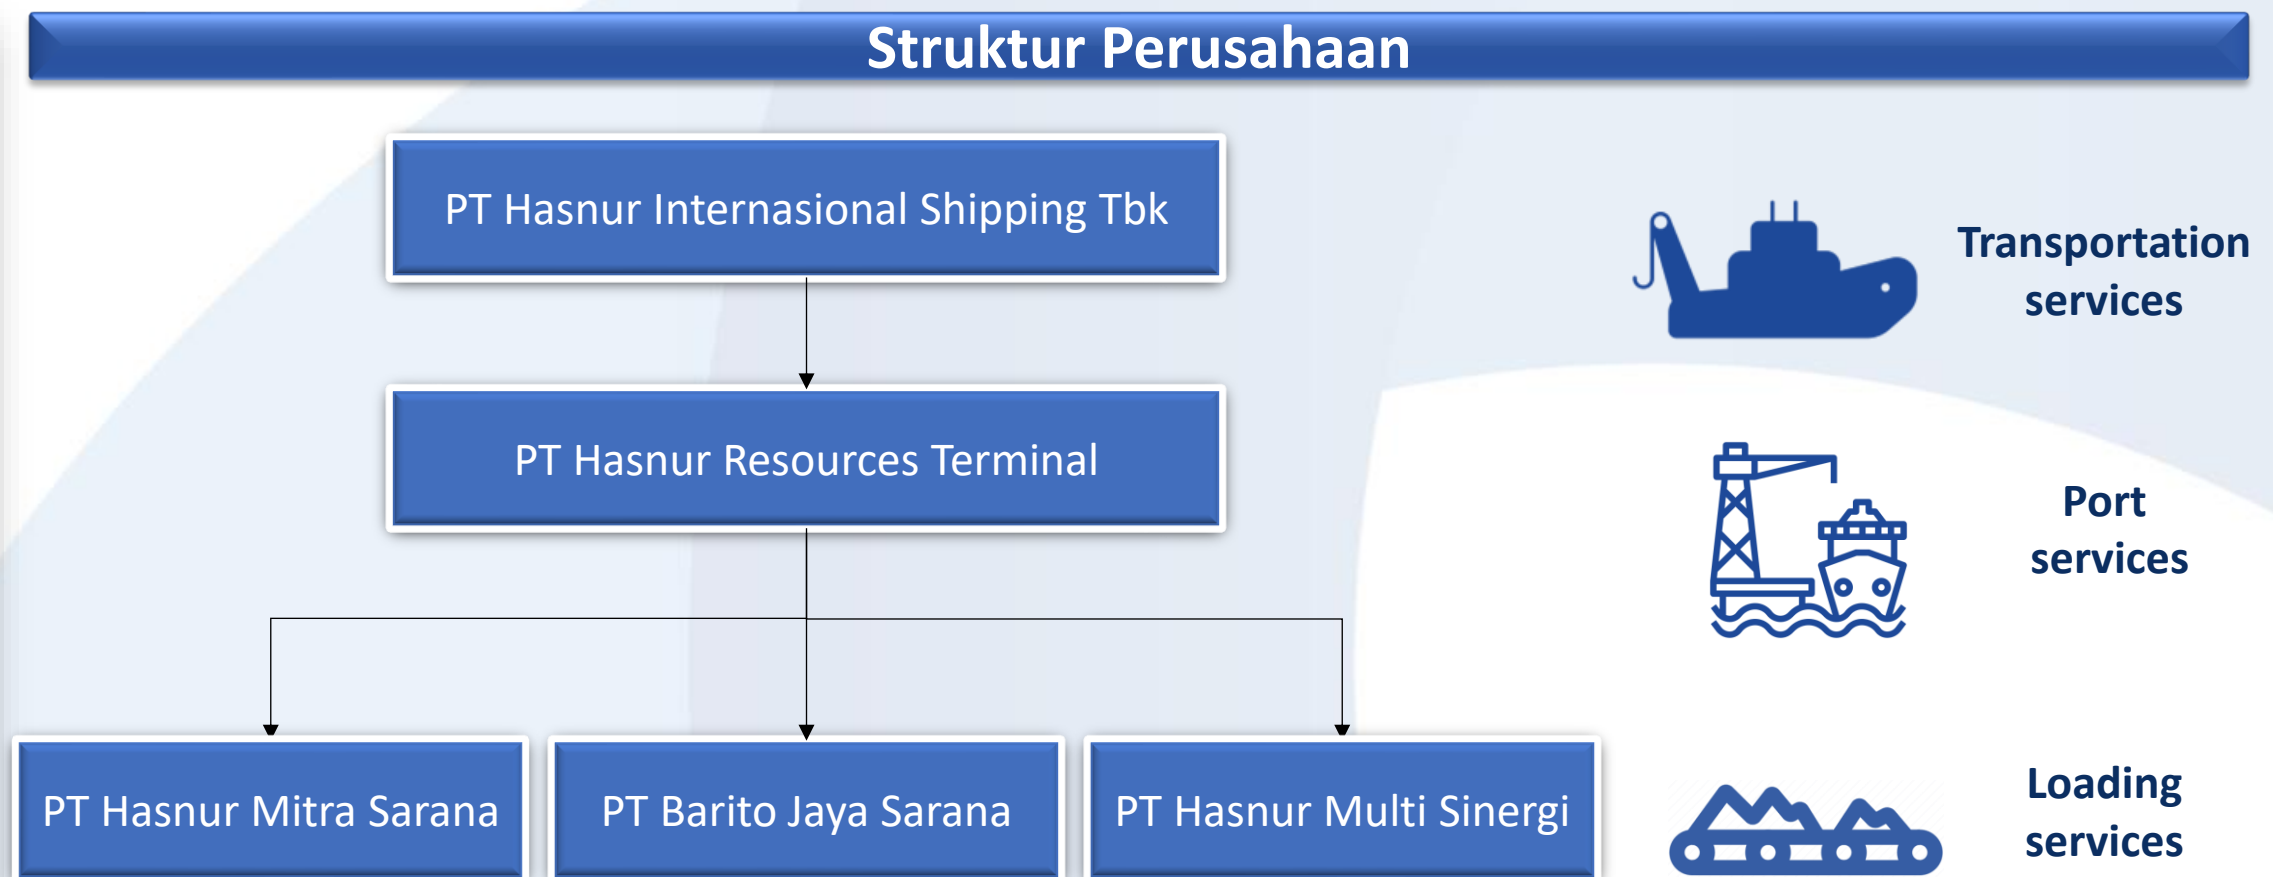 Struktur Perusahaan
PT Hasnur Internasional Shipping Tbk
Transportation
services
PT Hasnur Resources Terminal
Port
services
PT Hasnur Mitra Sarana
PT Barito Jaya Sarana
PT Hasnur Multi Sinergi
Loading
services